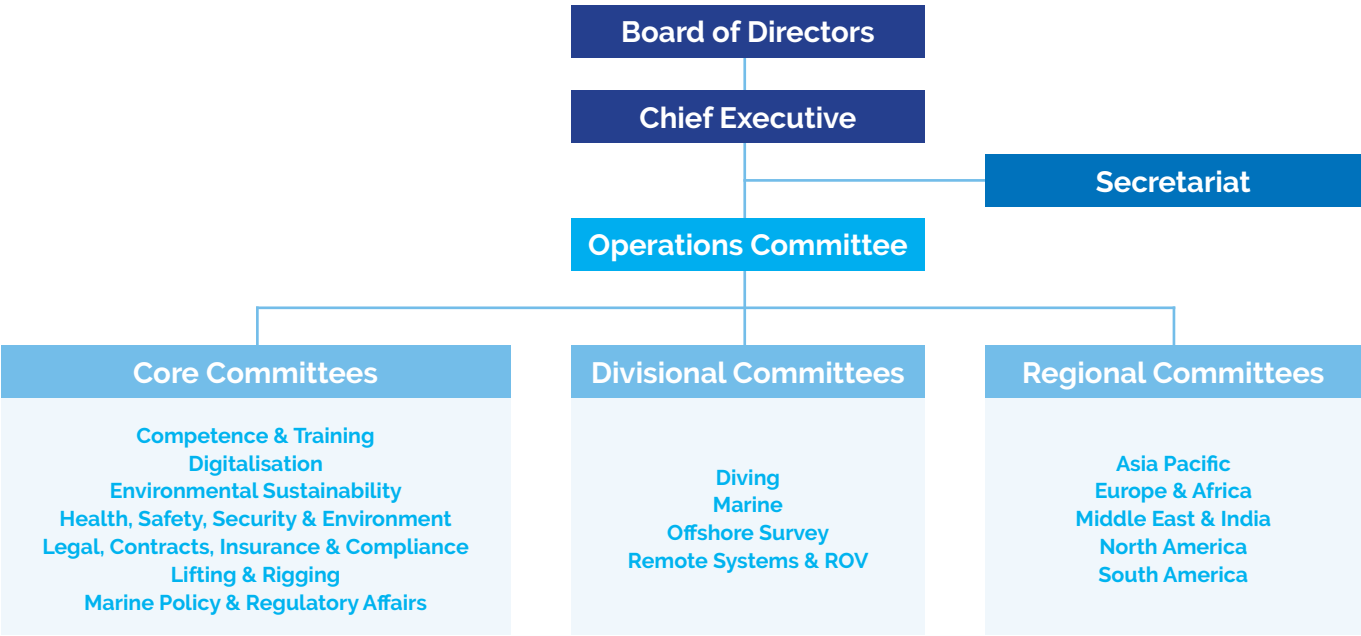 Board of Directors
Chief Executive
Secretariat
Operations Committee
Core Committees
Competence & Training
Digitalisation
Environmental Sustainability
Health, Safety, Security & Environment
Legal, Contracts, Insurance & Compliance
Lifting & Rigging
Marine Policy & Regulatory Affairs
Divisional Committees
Diving
Marine
Offshore Survey
Remote Systems & ROV
Regional Committees
Asia Pacific
Europe & Africa
Middle East & India
North America
South America